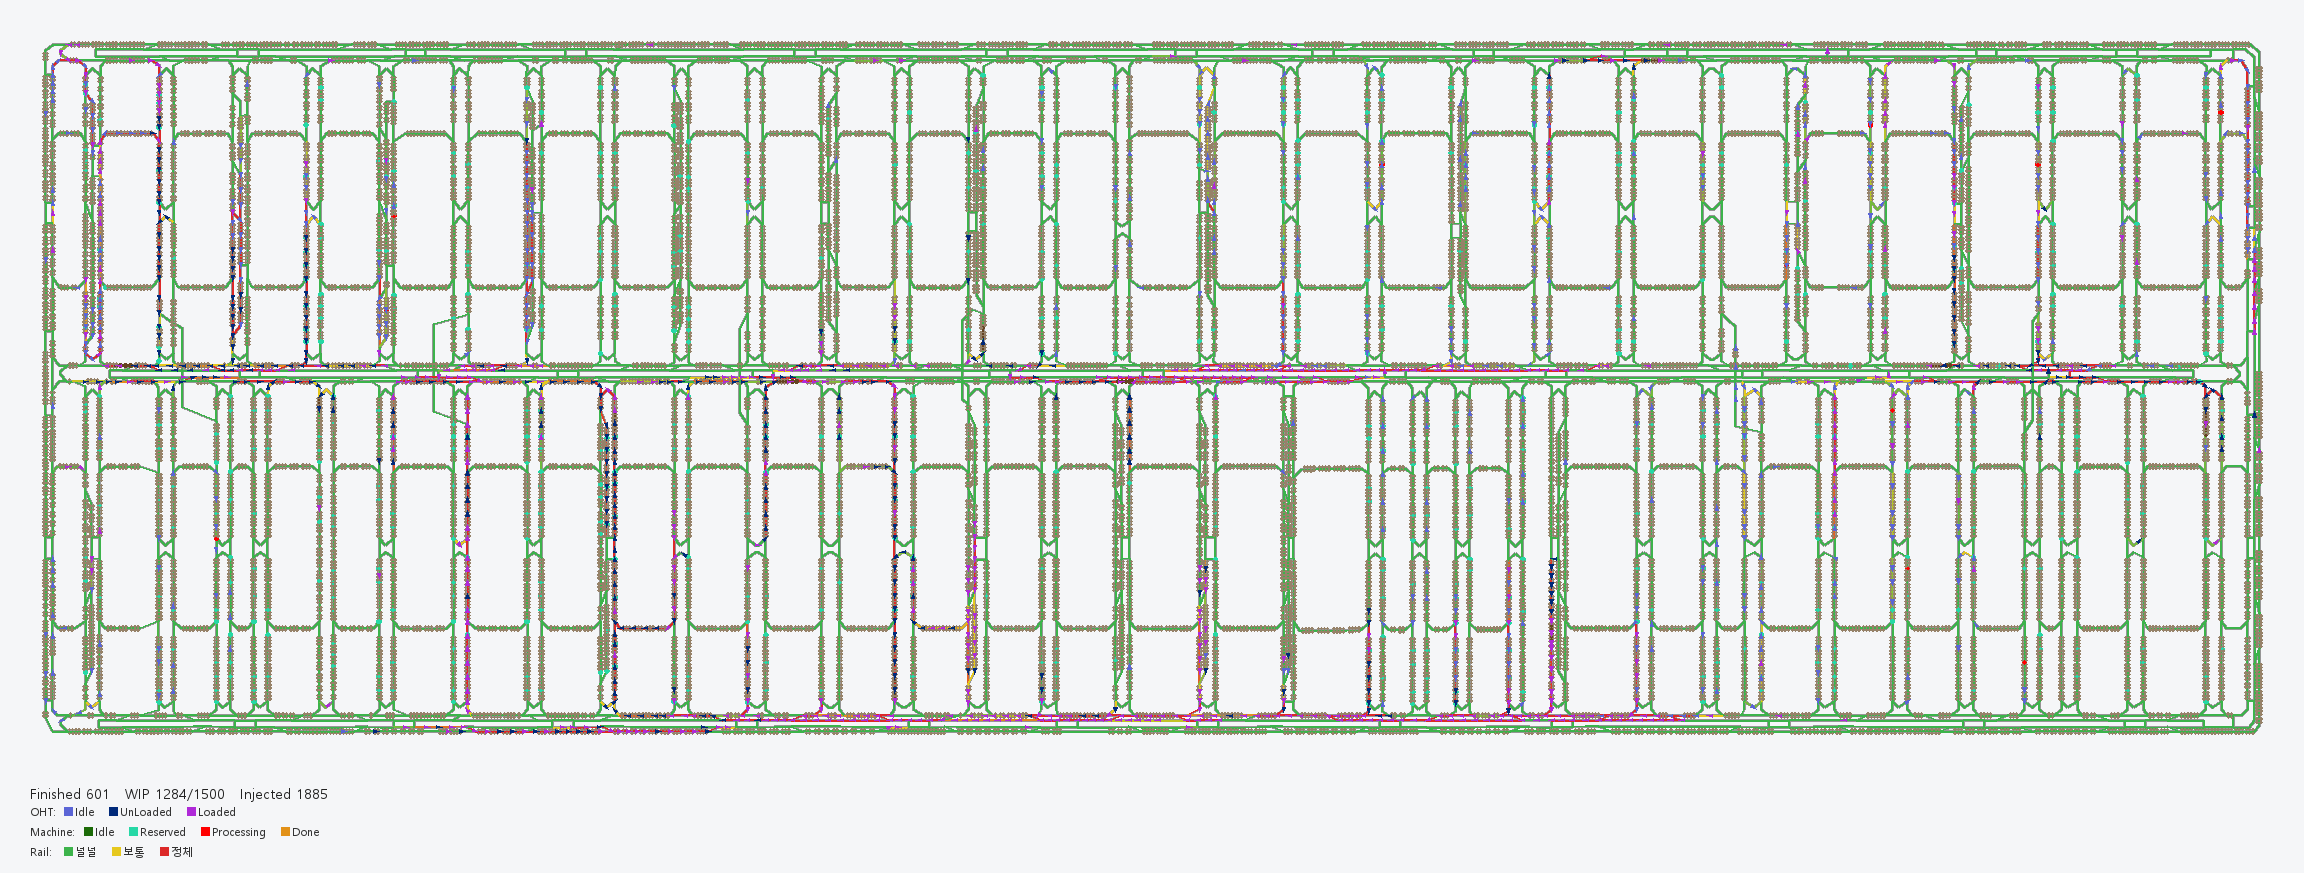 Finished 601 WIP 1284/1500 Injected 1885
OHT: Idle UnLoaded Loaded
Machine: Idle Reserved Processing Done
Rail: 널널 보통 정체